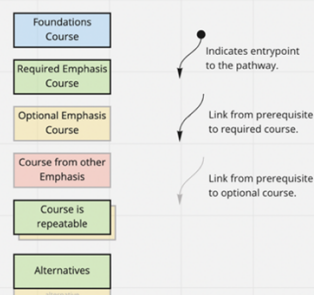 Foundations
Course
Required Emphasis
Course
Optional Emphasis
Course
Course from other
Emphasis
Course is
repeatable
Alternatives
Indicates entrypoint
to the pathway.
Link from prerequisite
to required course.
Link from prerequisite
to optional course.